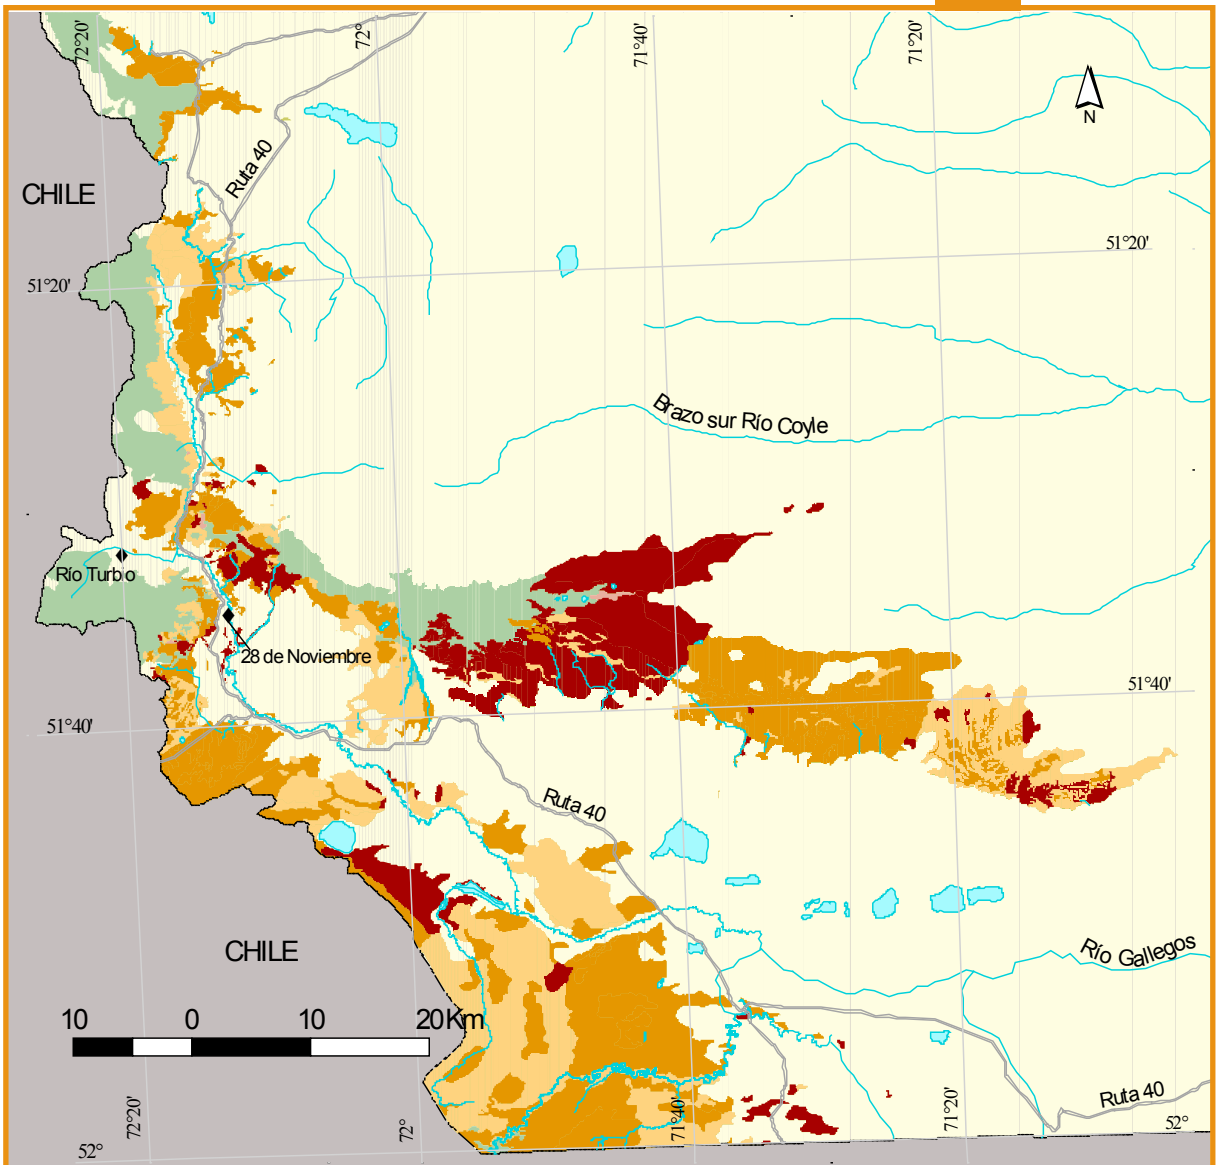 72°20'
72°
71°40'
71°20'
N
Ruta 40
CHILE
51°20'
51°20'
Brazo sur Río Coyle
Río Turbio
28 de Noviembre
51°40'
51°40'
Ruta 40
CHILE
Río Gallegos
10 0 10 20Km
Ruta 40
72°20'
72°
71°40'
71°20'
52°
52°